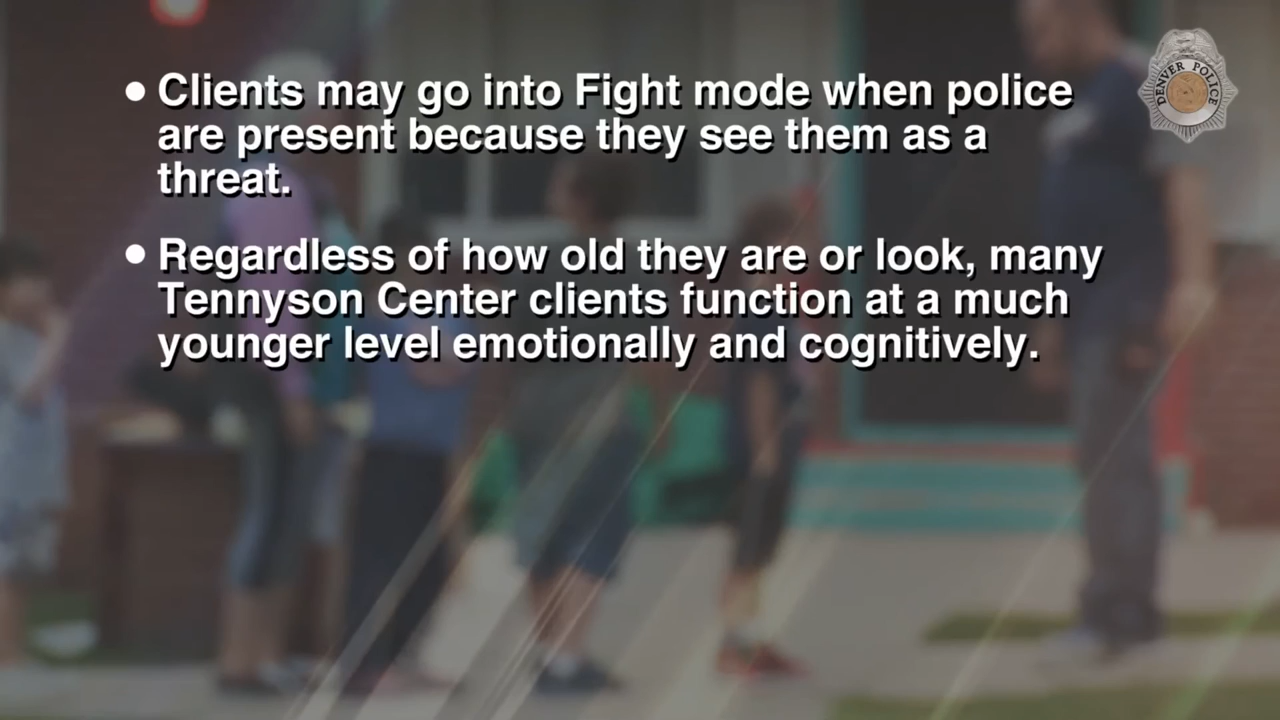 • Clients may go into Fight mode when police
are present because they see them as a
threat.
• Regardless of how old they are or look, many
Tennyson Center clients function at a much
younger level emotionally and cognitively.
DENVER POLICE